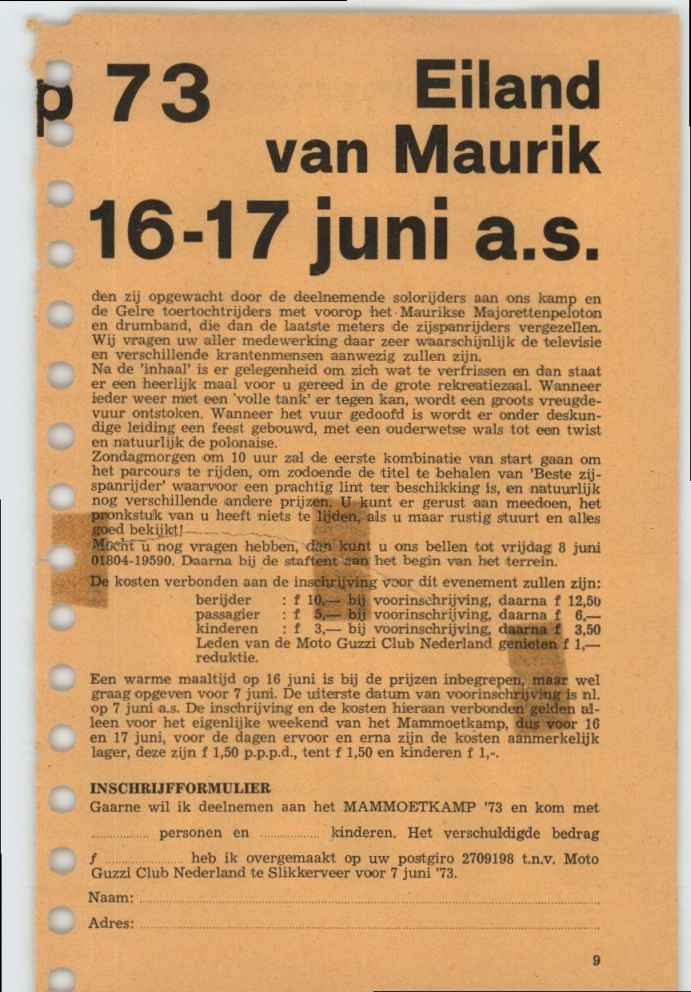 p 73 Eiland
van Maurik
16-17 juni a.s.
den zij opgewacht door de deelnemende solorijders aan ons kamp en
de Gelre toertochtrijders met voorop het Maurikse Majorettenpeloton
en drumband, die dan de laatste meters de zijspanrijders vergezellen.
Wij vragen uw aller medewerking daar zeer waarschijnlijk de televisie
en verschillende krantenmensen aanwezig zullen zijn.
Na de 'inhaal' is er gelegenheid om zich wat te verfrissen en dan staat
er een heerlijk maal voor u gereed in de grote rekreatiezaal. Wanneer
ieder weer met een 'volle tank' er tegen kan, wordt een groots vreugde-
vuur ontstoken. Wanneer het vuur gedoofd is wordt er onder deskun-
dige leiding een feest gebouwd, met een ouderwetse wals tot een twist
en natuurlijk de polonaise.
Zondagmorgen om 10 uur zal de eerste kombinatie van start gaan om
het parcours te rijden, om zodoende de titel te behalen van 'Beste zij-
spanrijder' waarvoor een prachtig lint ter beschikking is, en natuurlijk
nog verschillende andere prijzen. U kunt er gerust aan meedoen, het
pronkstuk van u heeft niets te lijden, als u maar rustig stuurt en alles
goed bekijkt!
Mocht u nog vragen hebben, dan kunt u ons bellen tot vrijdag 8 juni
01804-19590. Daarna bij de staftent aan het begin van het terrein.
De kosten verbonden aan de inschrijving voor dit evenement zullen zijn:
berijder : f 10,— bij voorinschrijving, daarna f 12,50
passagier : f 5,— bij voorinschrijving, daarna f 6,—
kinderen : f 3,— bij voorinschrijving, daarna f 3,50
Leden van de Moto Guzzi Club Nederland genieten f 1,—
reduktie.
Een warme maaltijd op 16 juni is bij de prijzen inbegrepen, maar wel
graag opgeven voor 7 juni. De uiterste datum van voorinschrijving is nl.
op 7 juni a.s. De inschrijving en de kosten hieraan verbonden gelden al-
leen voor het eigenlijke weekend van het Mammoetkamp, dus voor 16
en 17 juni, voor de dagen ervoor en erna zijn de kosten aanmerkelijk
lager, deze zijn f 1,50 p.p.p.d., tent f 1,50 en kinderen f 1,-.
INSCHRIJFFORMULIER
Gaarne wil ik deelnemen aan het MAMMOETKAMP '73 en kom met
............... personen en ............... kinderen. Het verschuldigde bedrag
f .................... heb ik overgemaakt op uw postgiro 2709198 t.n.v. Moto
Guzzi Club Nederland te Slikkerveer voor 7 juni '73.
Naam: ....................
Adres: ....................
9